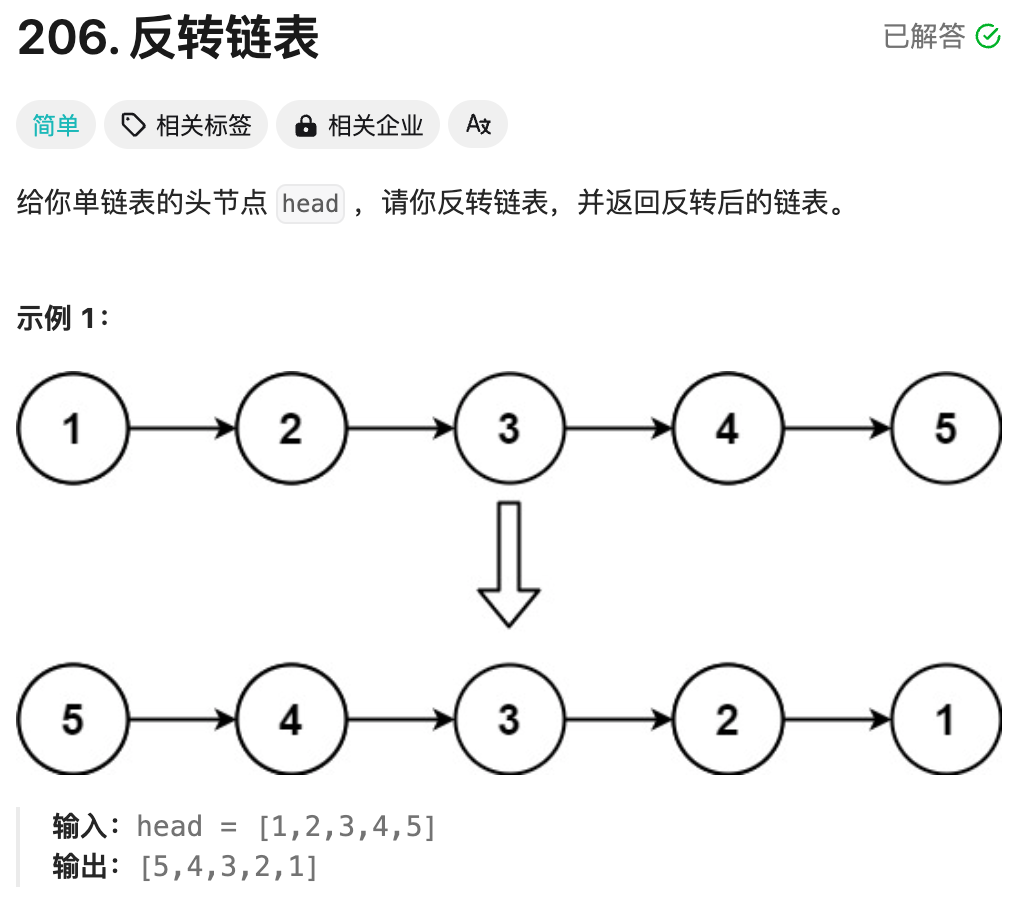 206. 反转链表 已解答
简单 相关标签 相关企业 A文
给你单链表的头节点 head ，请你反转链表，并返回反转后的链表。
示例 1：
1 2 3 4 5
5 4 3 2 1
输入：head = [1,2,3,4,5]
输出：[5,4,3,2,1]